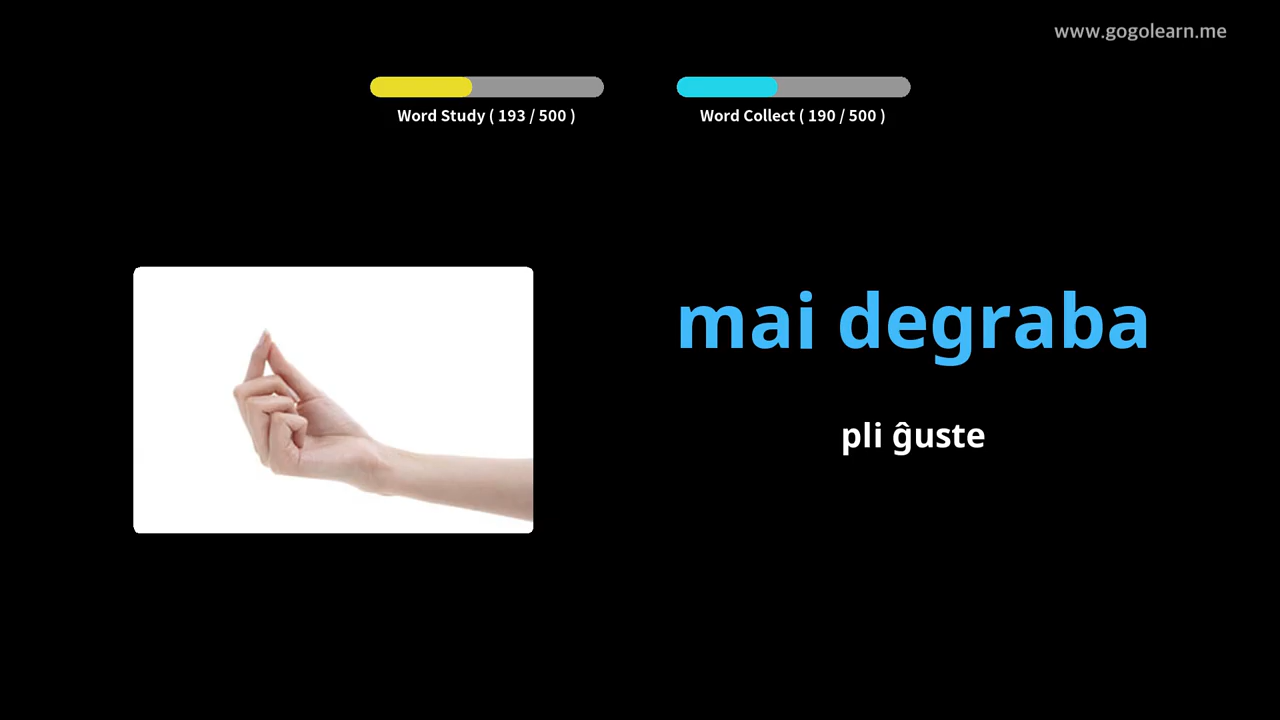 www.gogolearn.me
Word Study ( 193 / 500 )
Word Collect ( 190 / 500 )
mai degraba
pli ĝuste